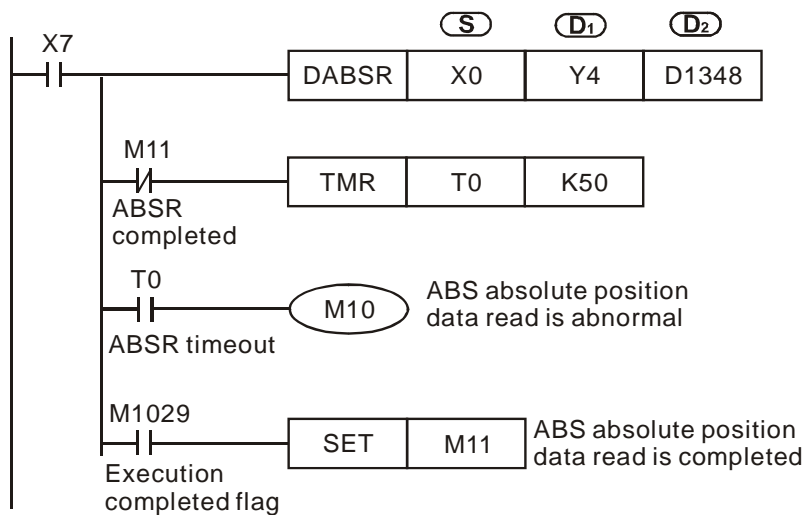 S D1 D2
X7
DABSR X0 Y4 D1348
M11
TMR T0 K50
ABSR
completed
T0
M10
ABS absolute position
data read is abnormal
ABSR timeout
M1029
SET M11
ABS absolute position
data read is completed
Execution
completed flag